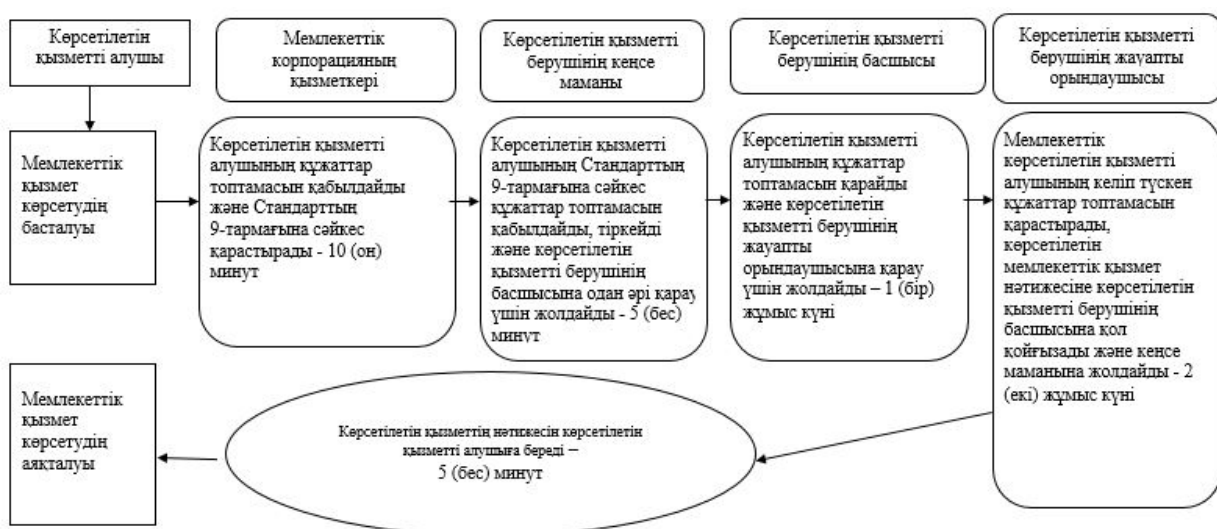 Көрсетілетін
қызметті алушы
Мемлекеттік
корпорацияның
қызметкері
Көрсетілетін қызметті
берушінің кеңсе
маманы
Көрсетілетін қызметті
берушінің басшысы
Көрсетілетін қызметті
берушінің жауапты
орындаушысы
Мемлекеттік
қызмет
көрсетудің
басталуы
Көрсетілетін қызметті
алушының құжаттар
топтамасын қабылдайды
және Стандарттың
9-тармағына сәйкес
қарастырады - 10 (он)
минут
Көрсетілетін қызметті
алушының Стандарттың
9-тармағына сәйкес
құжаттар топтамасын
қабылдайды, тіркейді
және көрсетілетін
қызметті берушінің
басшысына одан әрі қарау
үшін жолдайды - 5 (бес)
минут
Көрсетілетін қызметті
алушының құжаттар
топтамасын қарайды
және көрсетілетін
қызметті берушінің
жауапты
орындаушысына қарау
үшін жолдайды – 1 (бір)
жұмыс күні
Мемлекеттік
көрсетілетін қызметті
алушының келіп түскен
құжаттар топтамасын
қарастырады,
көрсетілетін
мемлекеттік қызмет
нәтижесіне көрсетілетін
қызметті берушінің
басшысына қол
қойғызады және кеңсе
маманына жолдайды - 2
(екі) жұмыс күні
Мемлекеттік
қызмет
көрсетудің
аяқталуы
Көрсетілетін қызметтің нәтижесін көрсетілетін
қызметті алушыға береді –
5 (бес) минут